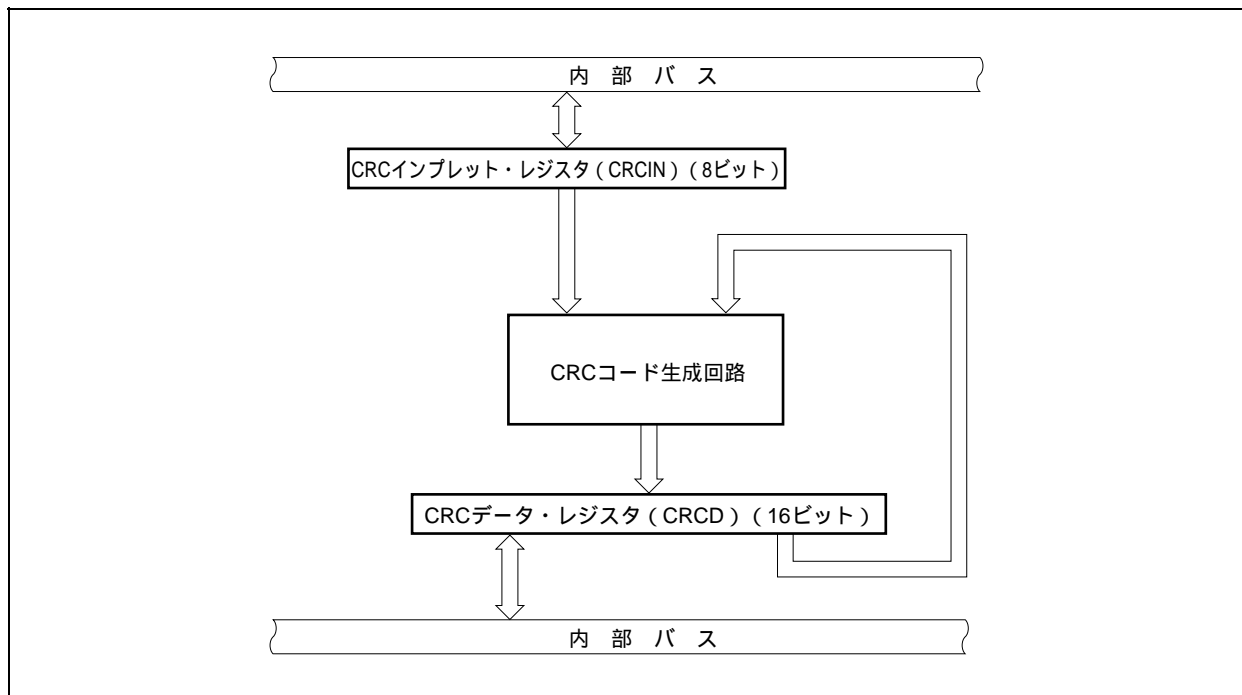 内 部 バ ス
CRCインプレット・レジスタ（CRCIN）（8ビット）
CRCコード生成回路
CRCデータ・レジスタ（CRCD）（16ビット）
内 部 バ ス